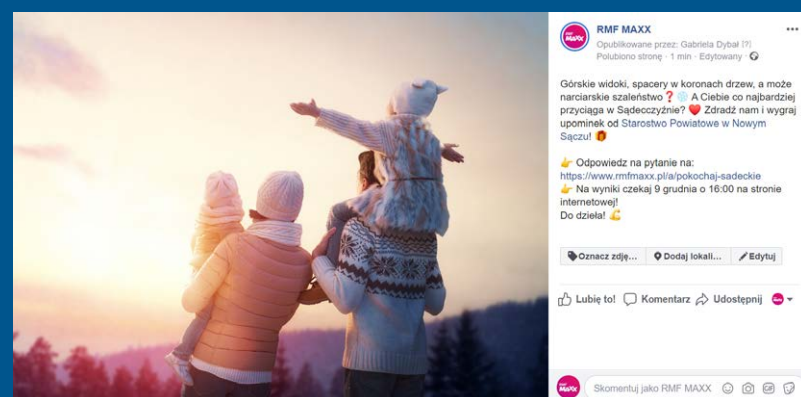 RMF MAXX
Opublikowane przez: Gabriela Dybał [?]
Polubiono stronę · 1 min · Edytowany ·
Górskie widoki, spacery w koronach drzew, a może
narciarskie szaleństwo❓❄️ A Ciebie co najbardziej
przyciąga w Sądecczyźnie? ❤️ Zdradź nam i wygraj
upominek od Starostwo Powiatowe w Nowym
Sączu! 🎁
👉 Odpowiedz na pytanie na:
https://www.rmfmaxx.pl/a/pokochaj-sadeckie
👉 Na wyniki czekaj 9 grudnia o 16:00 na stronie
internetowej!
Do dzieła! 💪
Oznacz zdję... Dodaj lokali... Edytuj
Lubię to! Komentarz Udostępnij
RMF MAXX Skomentuj jako RMF MAXX GIF